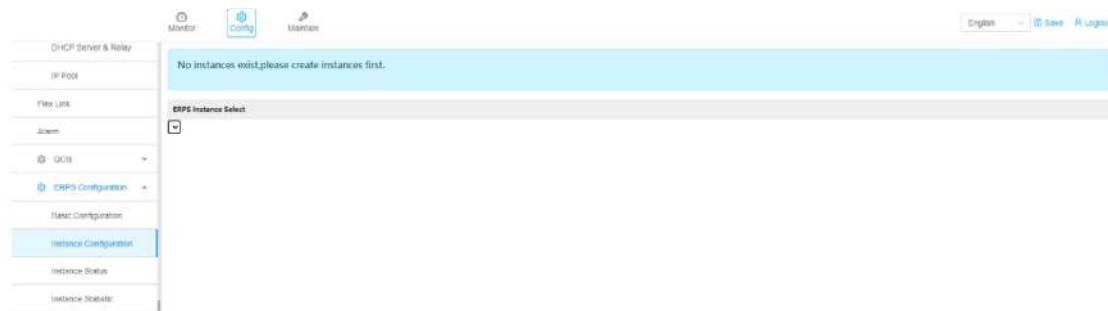 Monitor
Config
Maintain
English
Save
Logout
DHCP Server & Relay
IP Pool
Flex Link
Alarm
QOS
ERPS Configuration
Basic Configuration
Instance Configuration
Instance Status
Instance Statistic
No instances exist,please create instances first.
ERPS Instance Select